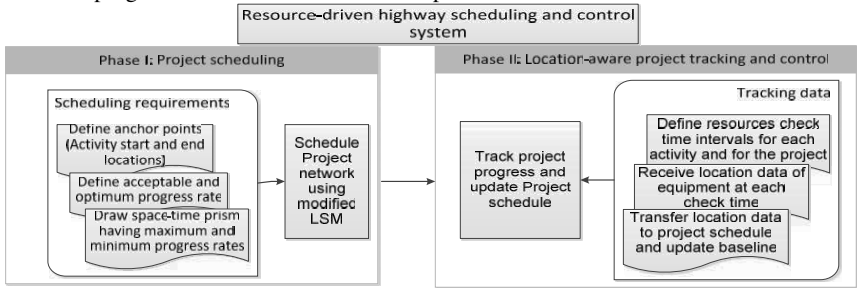 Resource-driven highway scheduling and control
system
Phase I: Project scheduling
Scheduling requirements
Define anchor points
(Activity start and end
locations)
Define acceptable and
optimum progress rate
Draw space-time prism
having maximum and
minimum progress rates
Schedule
Project
network
using
modified
LSM
Phase II: Location-aware project tracking and control
Track project
progress and
update Project
schedule
Tracking data
Define resources check
time intervals for each
activity and for the project
Receive location data of
equipment at each
check time
Transfer location data
to project schedule
and update baseline